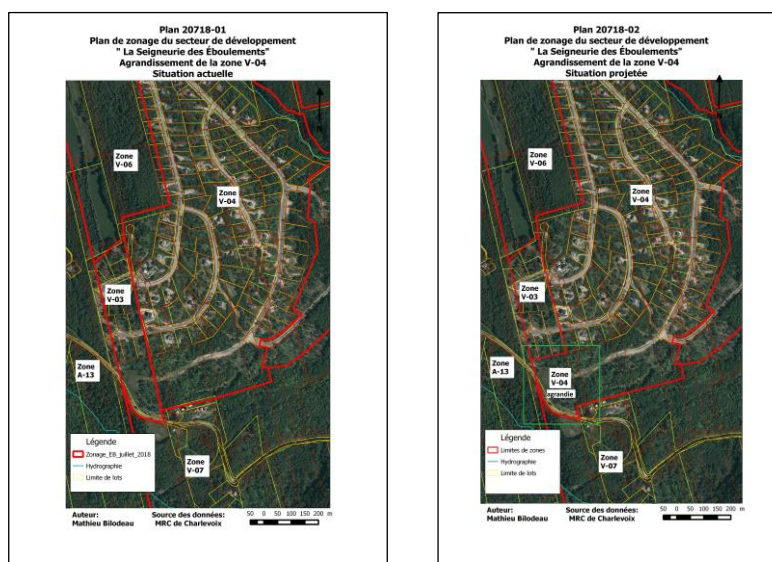 Plan 20718-01
Plan de zonage du secteur de développement
" La Seigneurie des Éboulements"
Agrandissement de la zone V-04
Situation actuelle
Zone
V-06
Zone
V-04
Zone
V-03
Zone
A-13
Zone
V-07
Légende
Zonage_EB_juillet_2018
Hydrographie
Limite de lots
Auteur:
Mathieu Bilodeau
Source des données:
MRC de Charlevoix
50 0 50 100 150 200 m
Plan 20718-02
Plan de zonage du secteur de développement
" La Seigneurie des Éboulements"
Agrandissement de la zone V-04
Situation projetée
Zone
V-06
Zone
V-04
Zone
V-03
Zone
A-13
Zone
V-04
agrandie
Zone
V-07
Légende
Limites de zones
Hydrographie
Limite de lots
Auteur:
Mathieu Bilodeau
Source des données:
MRC de Charlevoix
50 0 50 100 150 200 m